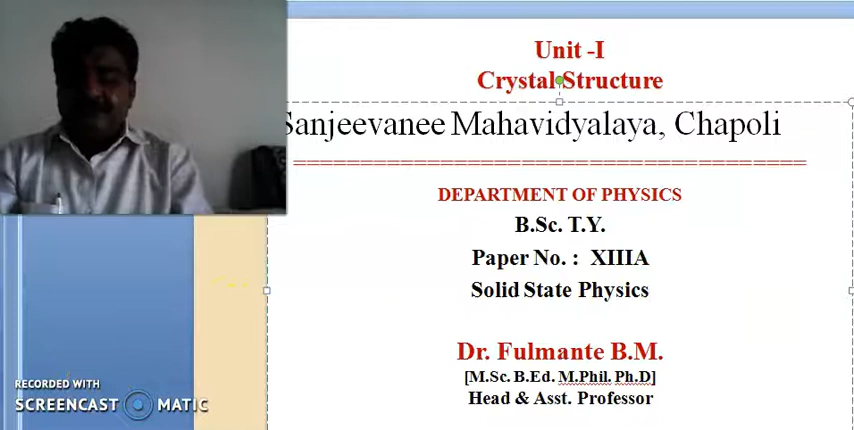 Unit -I
Crystal Structure
Sanjeevanee Mahavidyalaya, Chapoli
DEPARTMENT OF PHYSICS
B.Sc. T.Y.
Paper No. : XIIIA
Solid State Physics
Dr. Fulmante B.M.
[M.Sc. B.Ed. M.Phil. Ph.D]
Head & Asst. Professor
RECORDED WITH
SCREENCAST MATIC